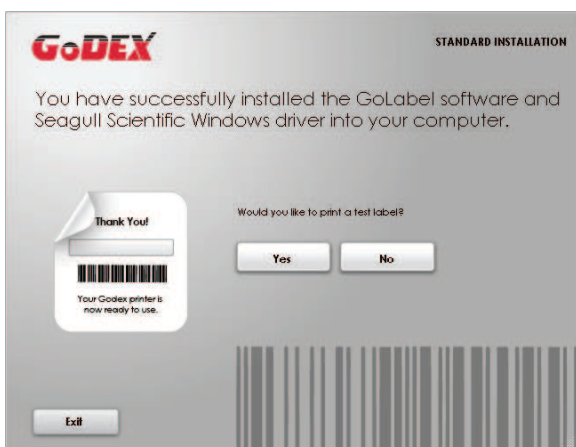 GoDEX
STANDARD INSTALLATION
You have successfully installed the GoLabel software and
Seagull Scientific Windows driver into your computer.
Thank You!
Your Godex printer is
now ready to use.
Would you like to print a test label?
Yes
No
Exit